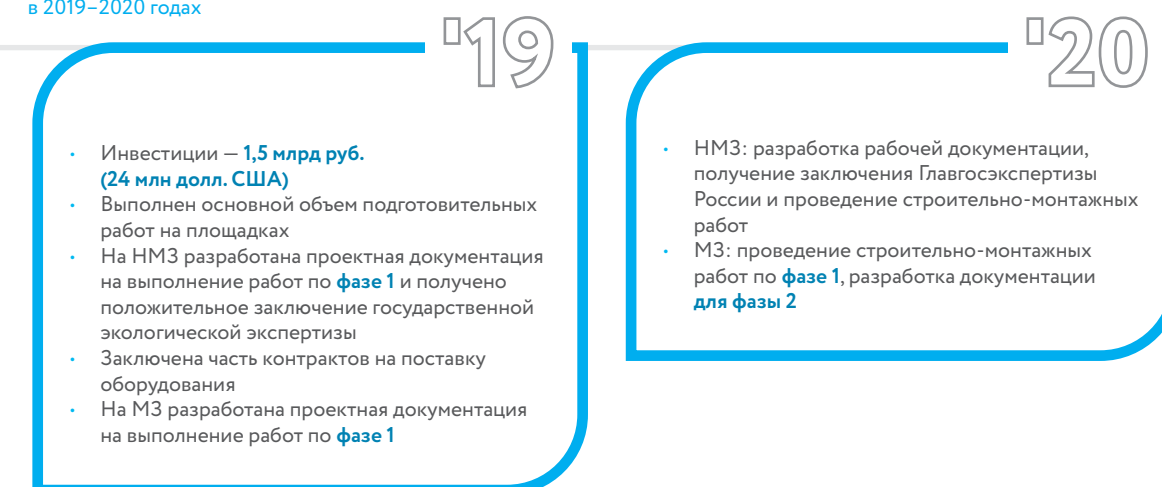 в 2019–2020 годах
'19
• Инвестиции — 1,5 млрд руб.
(24 млн долл. США)
• Выполнен основной объем подготовительных
работ на площадках
• На НМЗ разработана проектная документация
на выполнение работ по фазе 1 и получено
положительное заключение государственной
экологической экспертизы
• Заключена часть контрактов на поставку
оборудования
• На МЗ разработана проектная документация
на выполнение работ по фазе 1
'20
• НМЗ: разработка рабочей документации,
получение заключения Главгосэкспертизы
России и проведение строительно-монтажных
работ
• МЗ: проведение строительно-монтажных
работ по фазе 1, разработка документации
для фазы 2